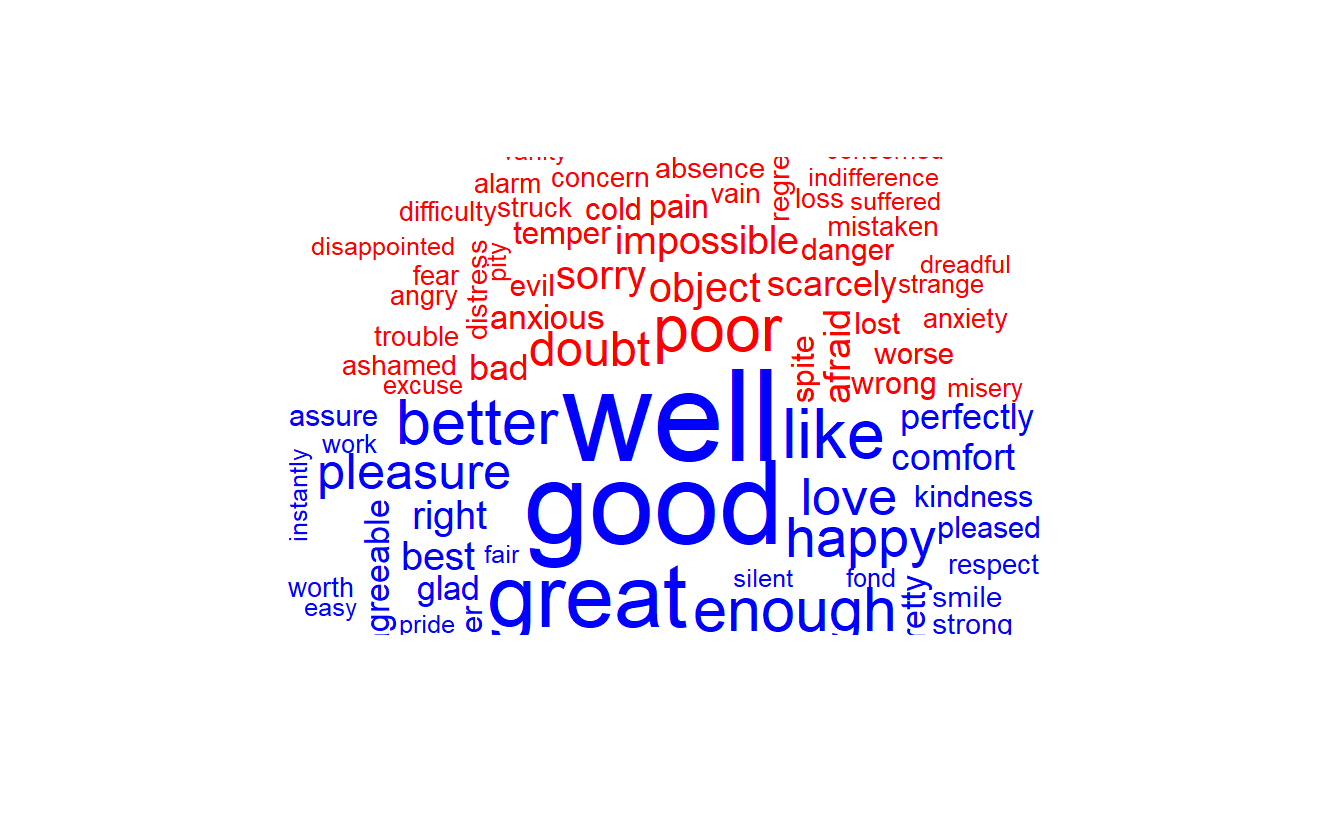 vanity
concerned
absence
alarm
concern
vain
regre
indifference
loss
suffered
difficulty
struck
cold
pain
mistaken
disappointed
temper
impossible
danger
distress
pity
dreadful
fear
evil
sorry
object
scarcely
strange
angry
anxious
doubt
poor
afraid
lost
anxiety
trouble
spite
worse
ashamed
bad
wrong
misery
excuse
assure
better
well
like
perfectly
work
comfort
instantly
pleasure
good
love
kindness
right
happy
pleased
greeable
best
fair
respect
worth
glad
great
silent
fond
easy
enough
etty
smile
pride
er
strong